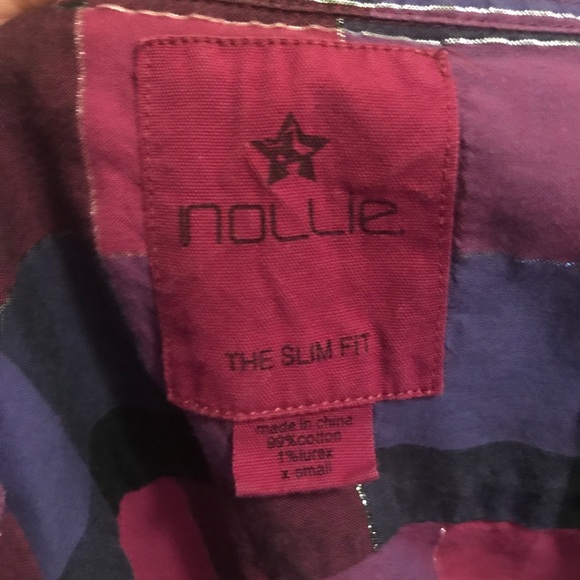 nollie
THE SLIM FIT
made in china
99% cotton
1% lurex
x small